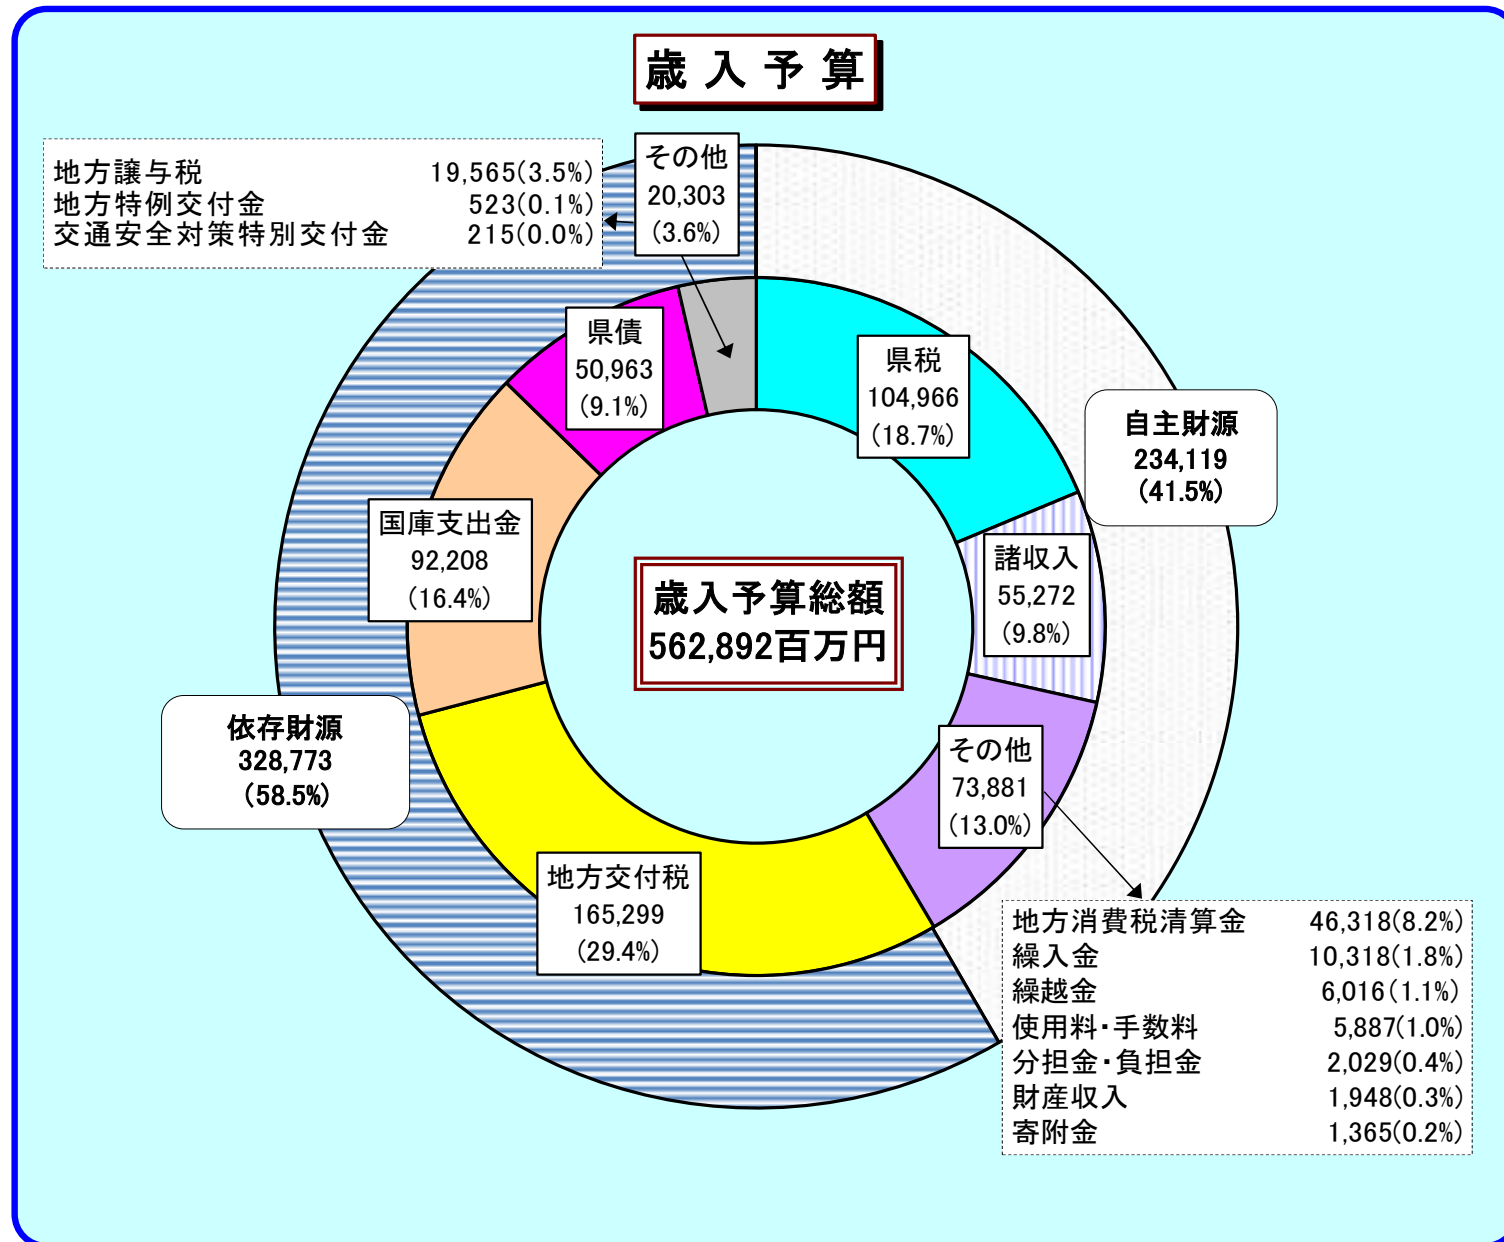 歳入予算
地方譲与税 19,565(3.5%)
地方特例交付金 523(0.1%)
交通安全対策特別交付金 215(0.0%)
その他
20,303
(3.6%)
県債
50,963
(9.1%)
県税
104,966
(18.7%)
自主財源
234,119
(41.5%)
国庫支出金
92,208
(16.4%)
諸収入
55,272
(9.8%)
歳入予算総額
562,892百万円
依存財源
328,773
(58.5%)
その他
73,881
(13.0%)
地方交付税
165,299
(29.4%)
地方消費税清算金 46,318(8.2%)
繰入金 10,318(1.8%)
繰越金 6,016(1.1%)
使用料・手数料 5,887(1.0%)
分担金・負担金 2,029(0.4%)
財産収入 1,948(0.3%)
寄附金 1,365(0.2%)